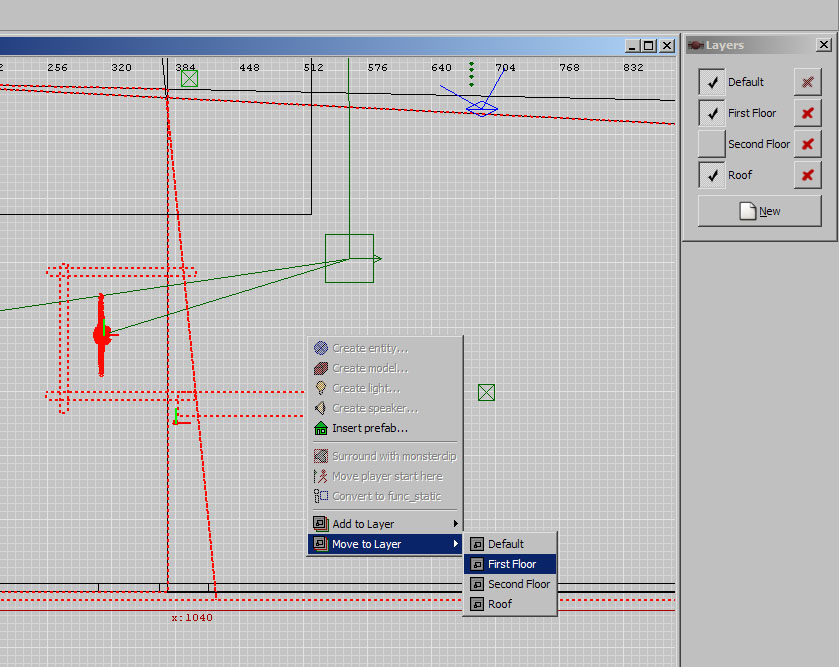 Layers
256 320 384 448 512 576 640 704 768 832
Default
First Floor
Second Floor
Roof
New
Create entity...
Create model...
Create light...
Create speaker...
Insert prefab...
Surround with monsterclip
Move player start here
Convert to func_static
Add to Layer
Move to Layer
Default
First Floor
Second Floor
Roof
x:1040